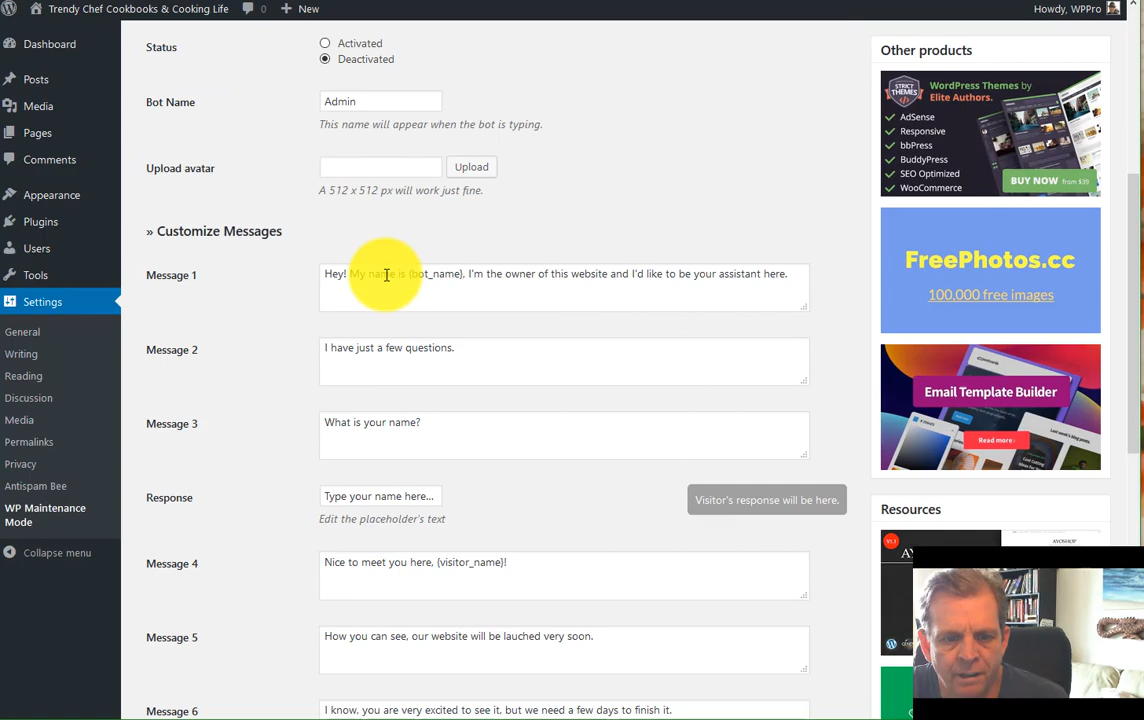 Trendy Chef Cookbooks & Cooking Life
0
New
Howdy, WPPro
Dashboard
Posts
Media
Pages
Comments
Appearance
Plugins
Users
Tools
Settings
General
Writing
Reading
Discussion
Media
Permalinks
Privacy
Antispam Bee
WP Maintenance
Mode
Collapse menu
Status
Activated
Deactivated
Bot Name
Admin
This name will appear when the bot is typing.
Upload avatar
Upload
A 512 x 512 px will work just fine.
» Customize Messages
Message 1
Hey! My name is {bot_name}, I'm the owner of this website and I'd like to be your assistant here.
Message 2
I have just a few questions.
Message 3
What is your name?
Response
Type your name here...
Visitor's response will be here.
Edit the placeholder's text
Message 4
Nice to meet you here, {visitor_name}!
Message 5
How you can see, our website will be lauched very soon.
Message 6
I know, you are very excited to see it, but we need a few days to finish it.
Other products
STRICT
THEMES
WordPress Themes by
Elite Authors.
AdSense
Responsive
bbPress
BuddyPress
SEO Optimized
WooCommerce
BUY NOW from $39
FreePhotos.cc
100,000 free images
Email Template Builder
Read more
Resources
AYOSHOP